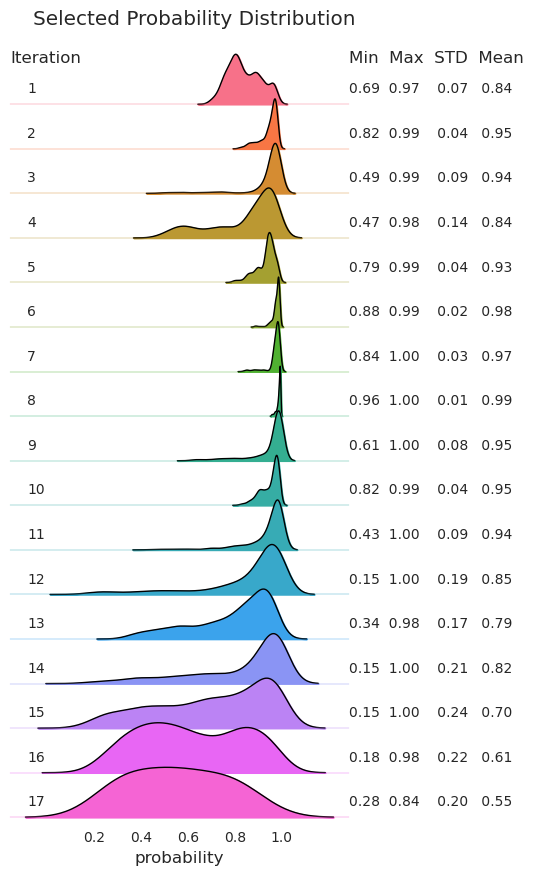 Selected Probability Distribution
Iteration Min Max STD Mean
1 0.69 0.97 0.07 0.84
2 0.82 0.99 0.04 0.95
3 0.49 0.99 0.09 0.94
4 0.47 0.98 0.14 0.84
5 0.79 0.99 0.04 0.93
6 0.88 0.99 0.02 0.98
7 0.84 1.00 0.03 0.97
8 0.96 1.00 0.01 0.99
9 0.61 1.00 0.08 0.95
10 0.82 0.99 0.04 0.95
11 0.43 1.00 0.09 0.94
12 0.15 1.00 0.19 0.85
13 0.34 0.98 0.17 0.79
14 0.15 1.00 0.21 0.82
15 0.15 1.00 0.24 0.70
16 0.18 0.98 0.22 0.61
17 0.28 0.84 0.20 0.55
0.2 0.4 0.6 0.8 1.0
probability